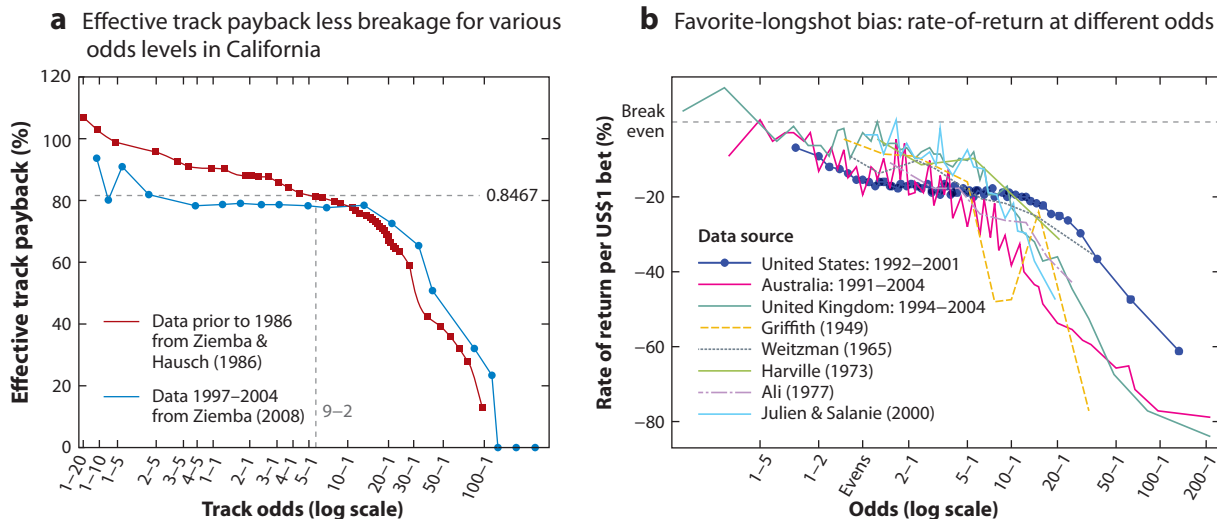 a Effective track payback less breakage for various
odds levels in California
120
100
80
60
40
20
0
Effective track payback (%)
0.8467
Data prior to 1986
from Ziemba &
Hausch (1986)
Data 1997–2004
from Ziemba (2008)
9–2
1–20
1–10
1–5
2–5
3–5
4–5
1–1
2–1
3–1
4–1
5–1
10–1
20–1
30–1
50–1
100–1
Track odds (log scale)
b Favorite-longshot bias: rate-of-return at different odds
Break
even
−20
−40
−60
−80
Rate of return per US$ 1 bet (%)
Data source
United States: 1992–2001
Australia: 1991–2004
United Kingdom: 1994–2004
Griffith (1949)
Weitzman (1965)
Harville (1973)
Ali (1977)
Julien & Salanie (2000)
1–5
1–2
Evens
2–1
5–1
10–1
20–1
50–1
100–1
200–1
Odds (log scale)